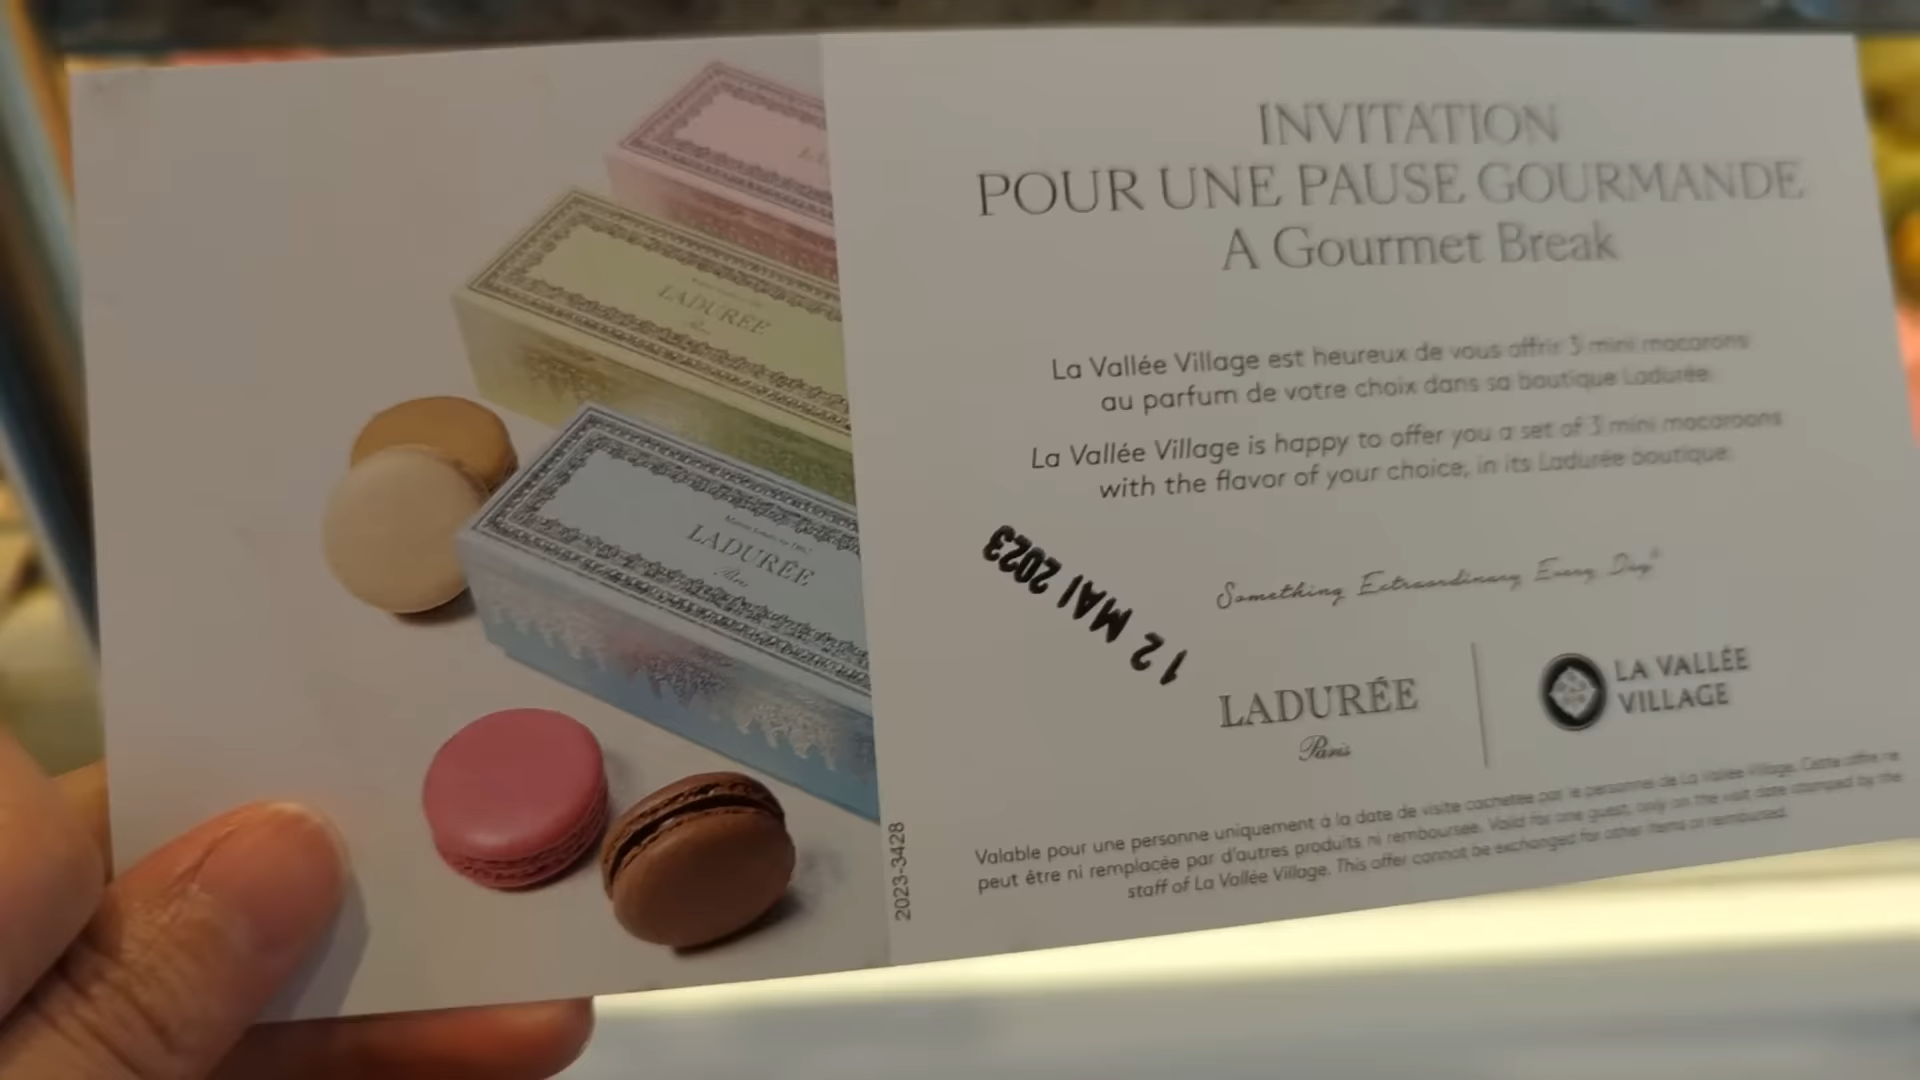 INVITATION
POUR UNE PAUSE GOURMANDE
A Gourmet Break
La Vallée Village est heureux de vous offrir 3 mini macarons
au parfum de votre choix dans sa boutique Ladurée.
La Vallée Village is happy to offer you a set of 3 mini macaroons
with the flavor of your choice, in its Ladurée boutique.
12 MAI 2023
Something Extraordinary Every Day
LADURÉE
Paris
LA VALLÉE
VILLAGE
Valable pour une personne uniquement à la date de visite cachetée par le personnel de La Vallée Village. Cette offre ne
peut être ni remplacée par d'autres produits ni remboursée. Valid for one guest, only on the visit date stamped by the
staff of La Vallée Village. This offer cannot be exchanged for other items or reimbursed.
2023-3428
LADURÉE
LADURÉE
Paris